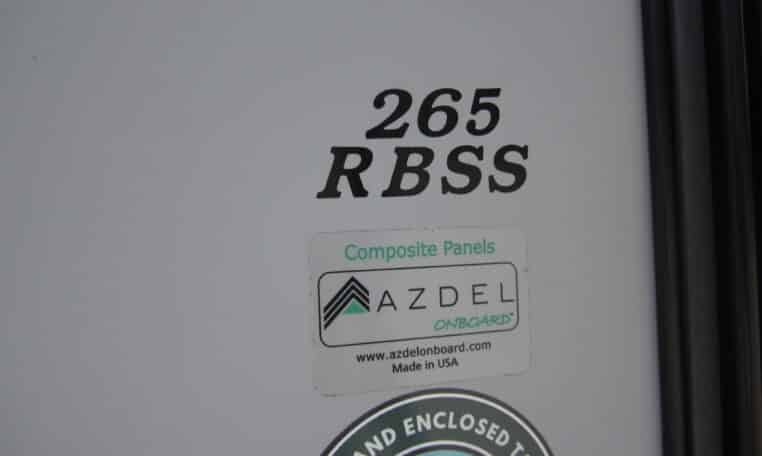 265
RBSS
Composite Panels
AZDEL
ONBOARD
www.azdelonboard.com
Made in USA
AND ENCLOSED